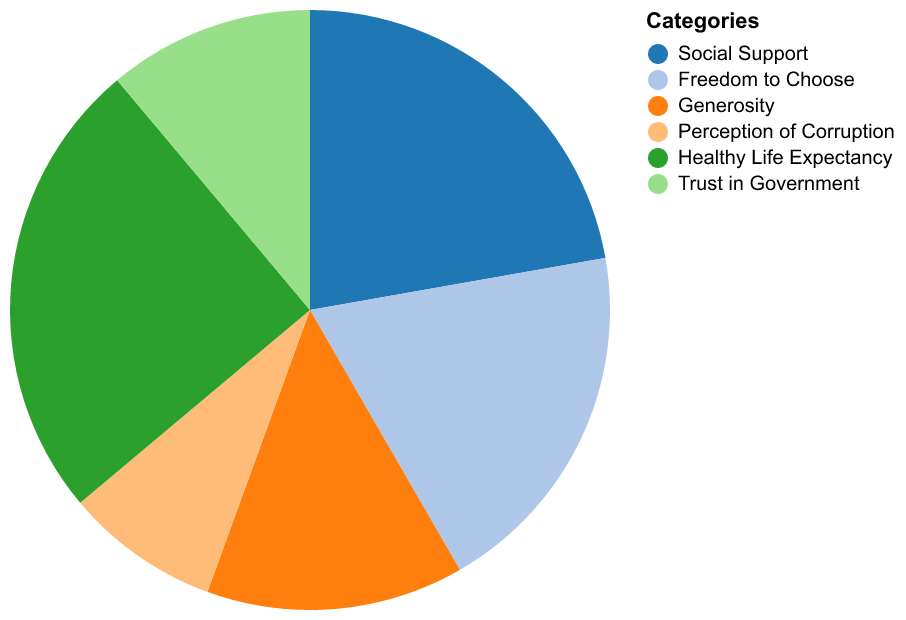 Categories
Social Support
Freedom to Choose
Generosity
Perception of Corruption
Healthy Life Expectancy
Trust in Government